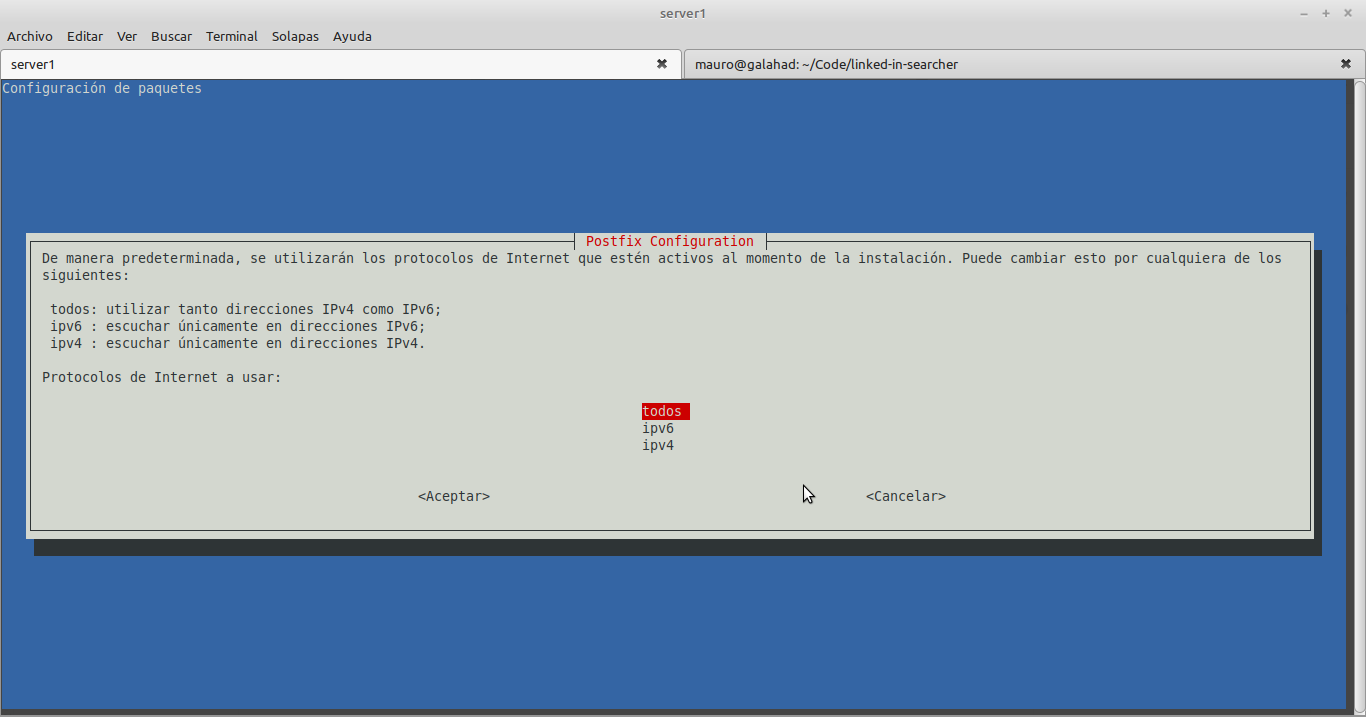 server1
Archivo Editar Ver Buscar Terminal Solapas Ayuda
server1 mauro@galahad: ~/Code/linked-in-searcher
Configuración de paquetes
Postfix Configuration
De manera predeterminada, se utilizarán los protocolos de Internet que estén activos al momento de la instalación. Puede cambiar esto por cualquiera de los
siguientes:
todos: utilizar tanto direcciones IPv4 como IPv6;
ipv6 : escuchar únicamente en direcciones IPv6;
ipv4 : escuchar únicamente en direcciones IPv4.
Protocolos de Internet a usar:
todos
ipv6
ipv4
<Aceptar> <Cancelar>